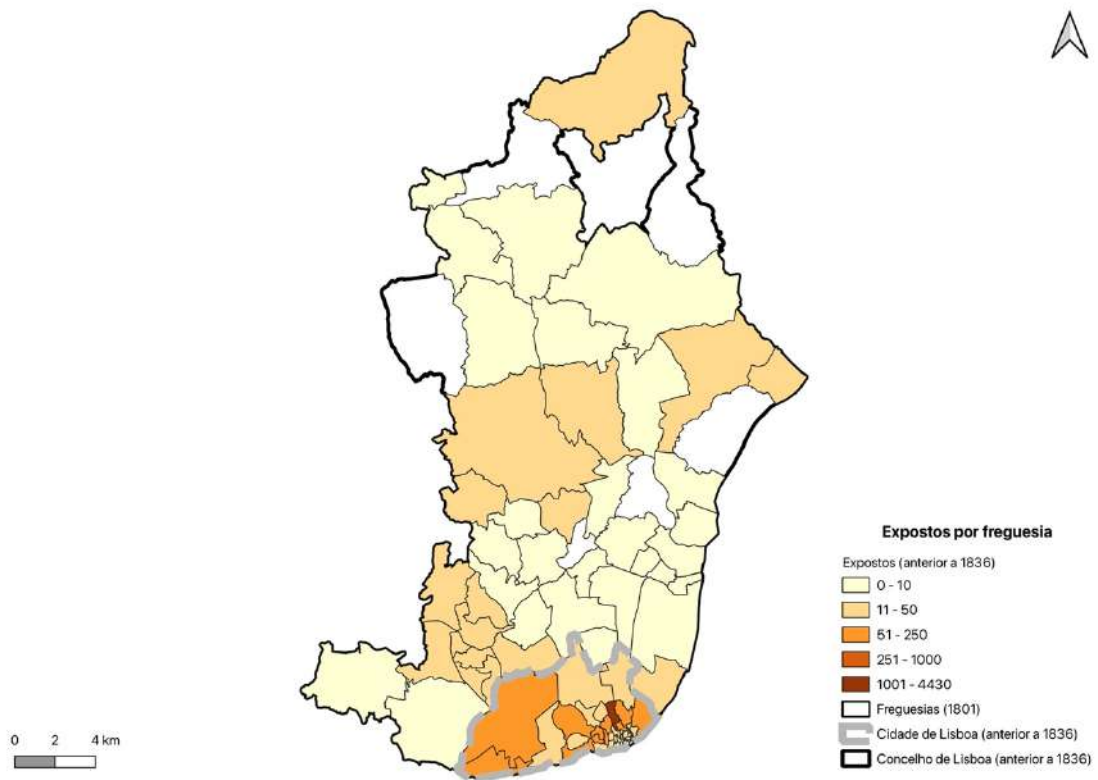 Expostos por freguesia
Expostos (anterior a 1836)
0 - 10
11 - 50
51 - 250
251 - 1000
1001 - 4430
Freguesias (1801)
Cidade de Lisboa (anterior a 1836)
Concelho de Lisboa (anterior a 1836)
0 2 4 km